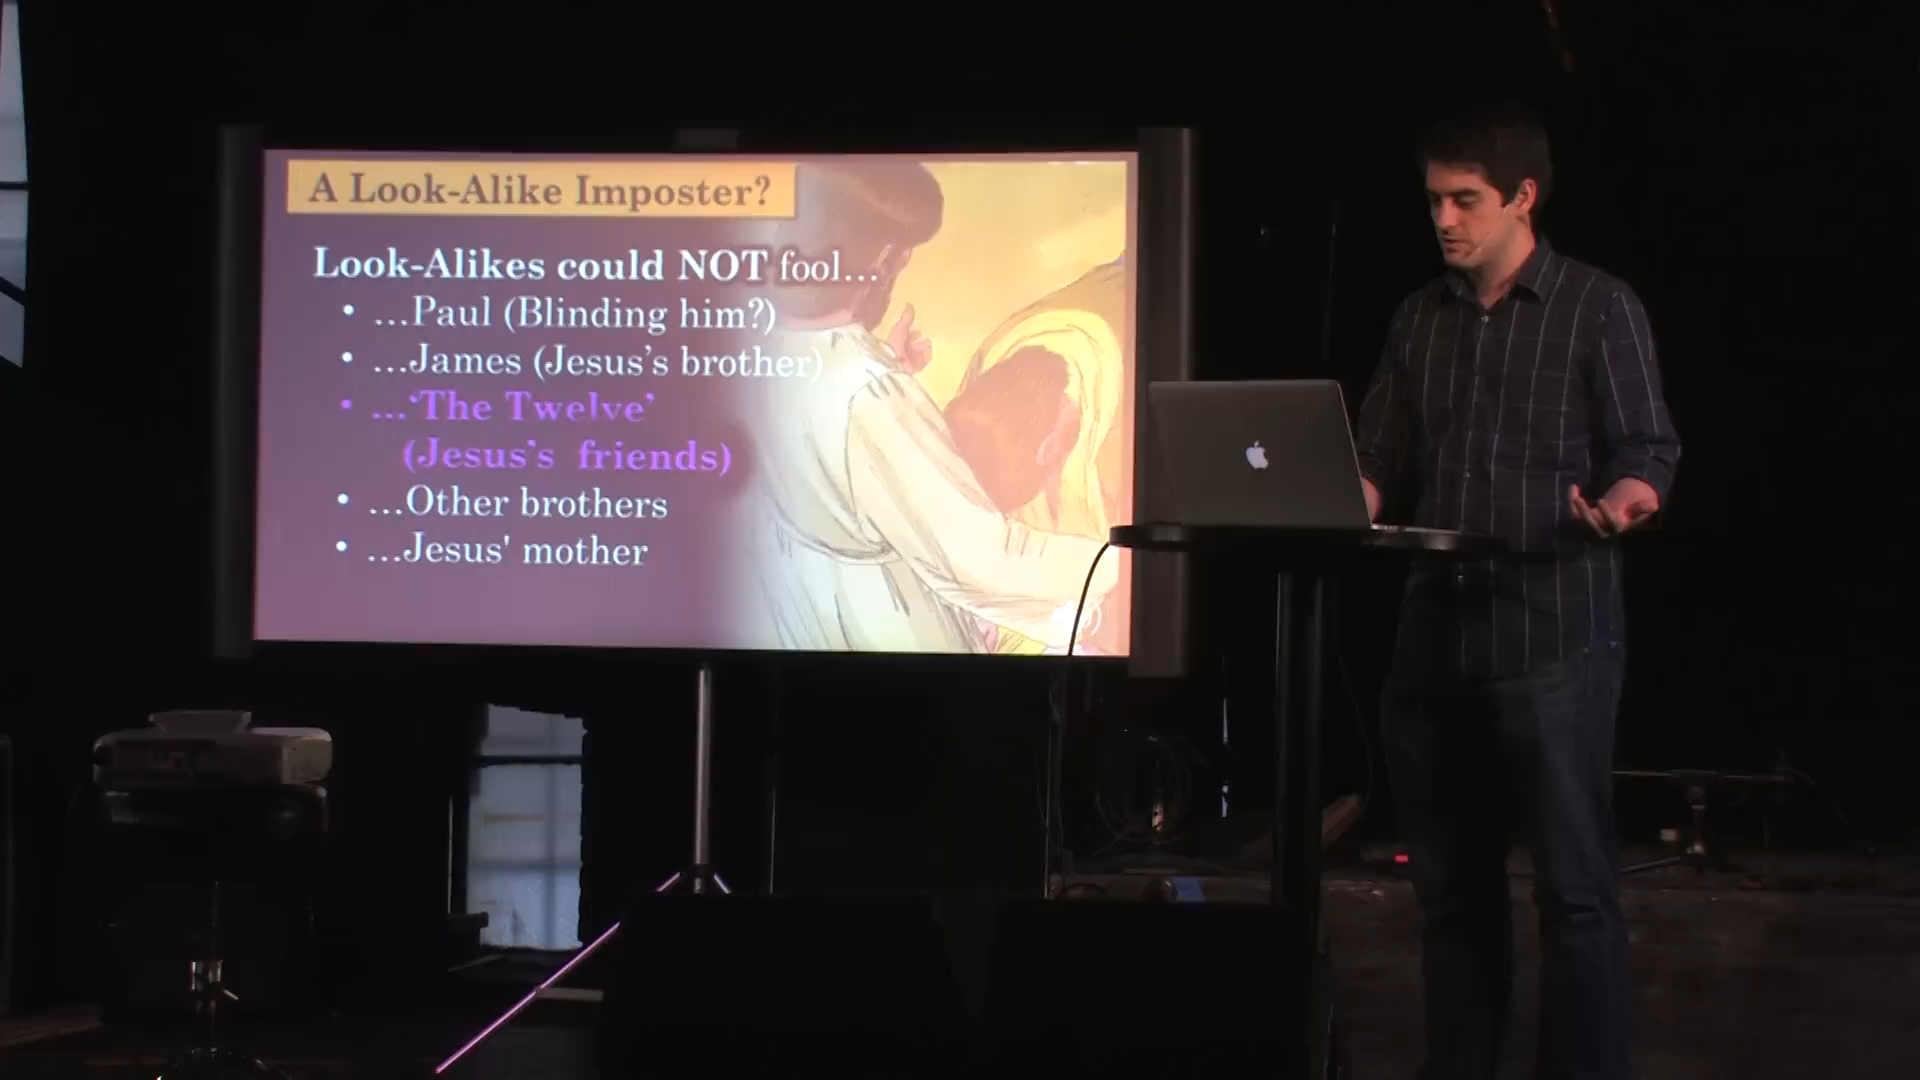 A Look-Alike Imposter?
Look-Alikes could NOT fool…
• …Paul (Blinding him?)
• …James (Jesus’s brother)
• …‘The Twelve’
(Jesus’s friends)
• …Other brothers
• …Jesus' mother